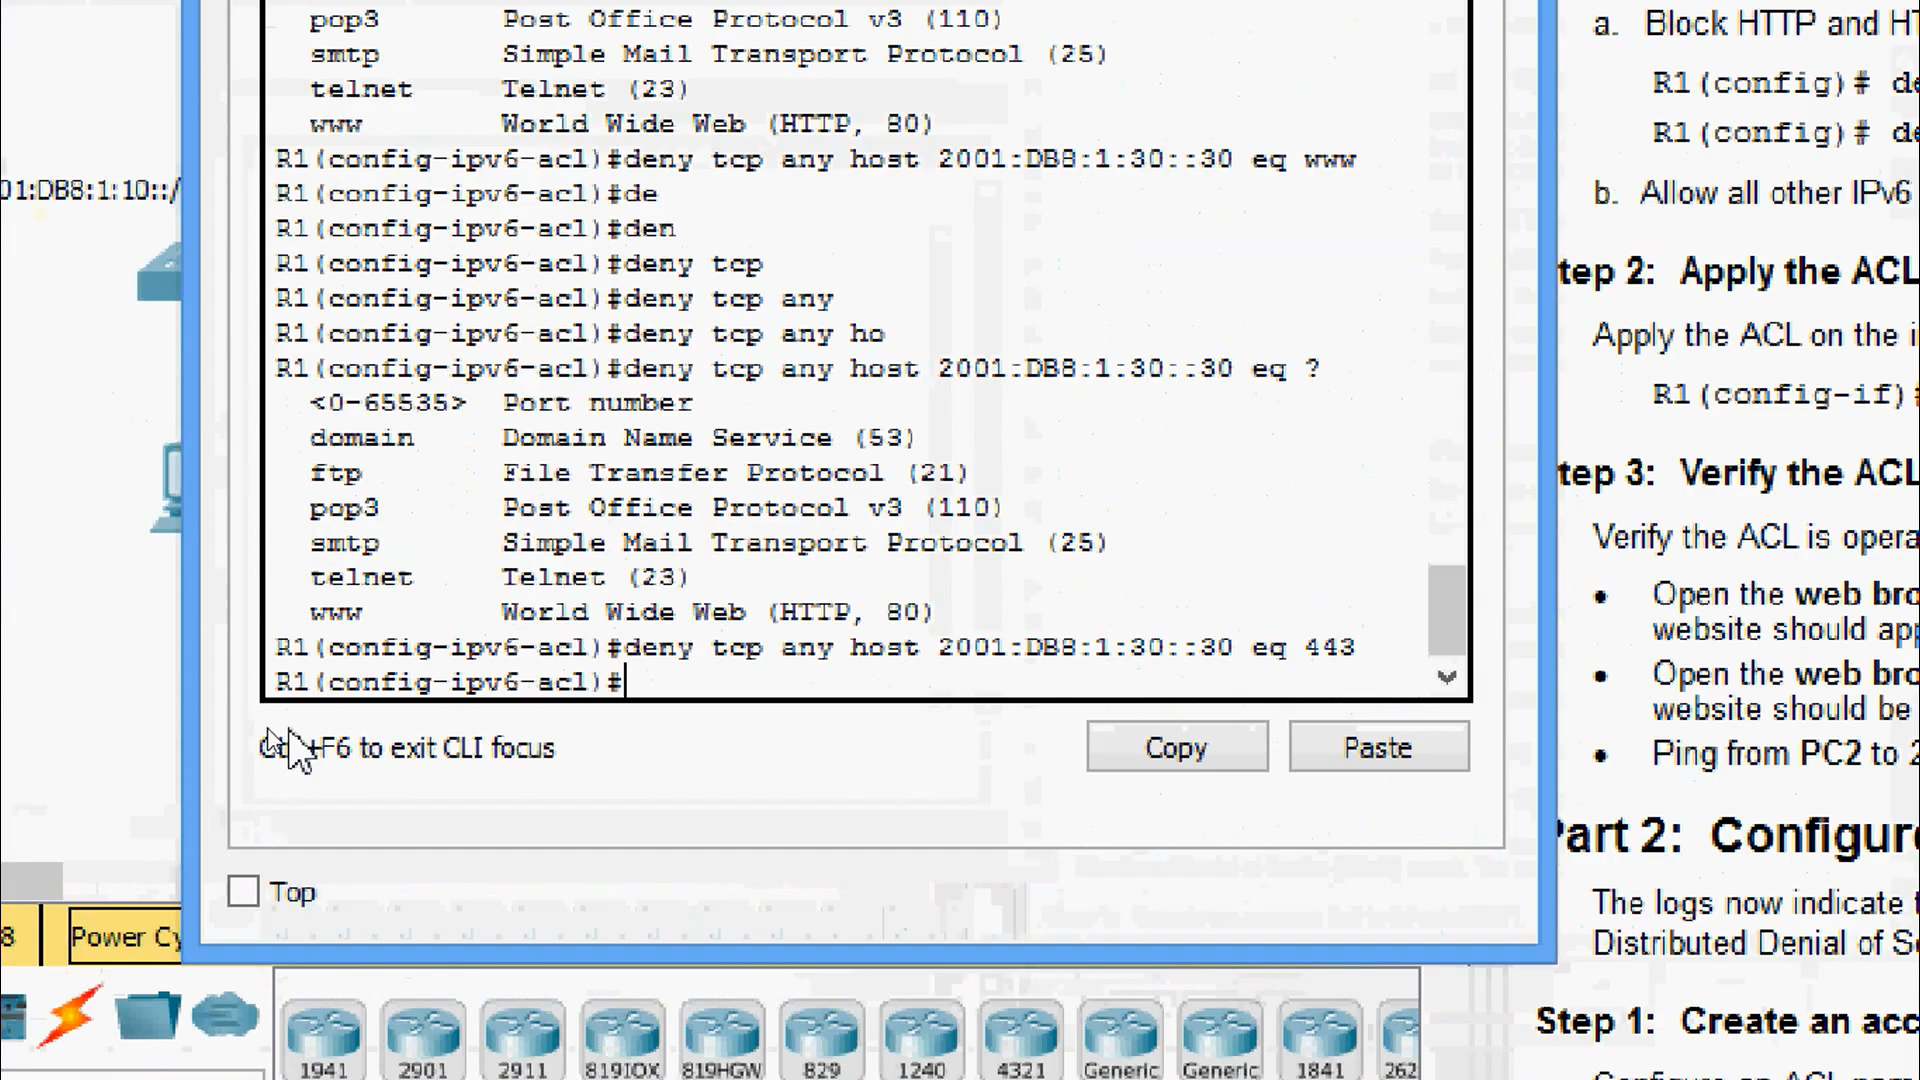 pop3 Post Office Protocol v3 (110)
smtp Simple Mail Transport Protocol (25)
telnet Telnet (23)
www World Wide Web (HTTP, 80)
R1(config-ipv6-acl)#deny tcp any host 2001:DB8:1:30::30 eq www
R1(config-ipv6-acl)#de
R1(config-ipv6-acl)#den
R1(config-ipv6-acl)#deny tcp
R1(config-ipv6-acl)#deny tcp any
R1(config-ipv6-acl)#deny tcp any ho
R1(config-ipv6-acl)#deny tcp any host 2001:DB8:1:30::30 eq ?
<0-65535> Port number
domain Domain Name Service (53)
ftp File Transfer Protocol (21)
pop3 Post Office Protocol v3 (110)
smtp Simple Mail Transport Protocol (25)
telnet Telnet (23)
www World Wide Web (HTTP, 80)
R1(config-ipv6-acl)#deny tcp any host 2001:DB8:1:30::30 eq 443
R1(config-ipv6-acl)#
+F6 to exit CLI focus
Copy
Paste
Top
01:DB8:1:10::/
8
Power Cy
1941
2901
2911
819IOX
819HGW
829
1240
4321
Generic
Generic
1841
262
a. Block HTTP and HT
R1(config)# de
R1(config)# de
b. Allow all other IPv6
tep 2: Apply the ACL
Apply the ACL on the i
R1(config-if)#
tep 3: Verify the ACL
Verify the ACL is opera
• Open the web bro
website should app
• Open the web bro
website should be
• Ping from PC2 to 2
Part 2: Configure
The logs now indicate t
Distributed Denial of Se
Step 1: Create an acc